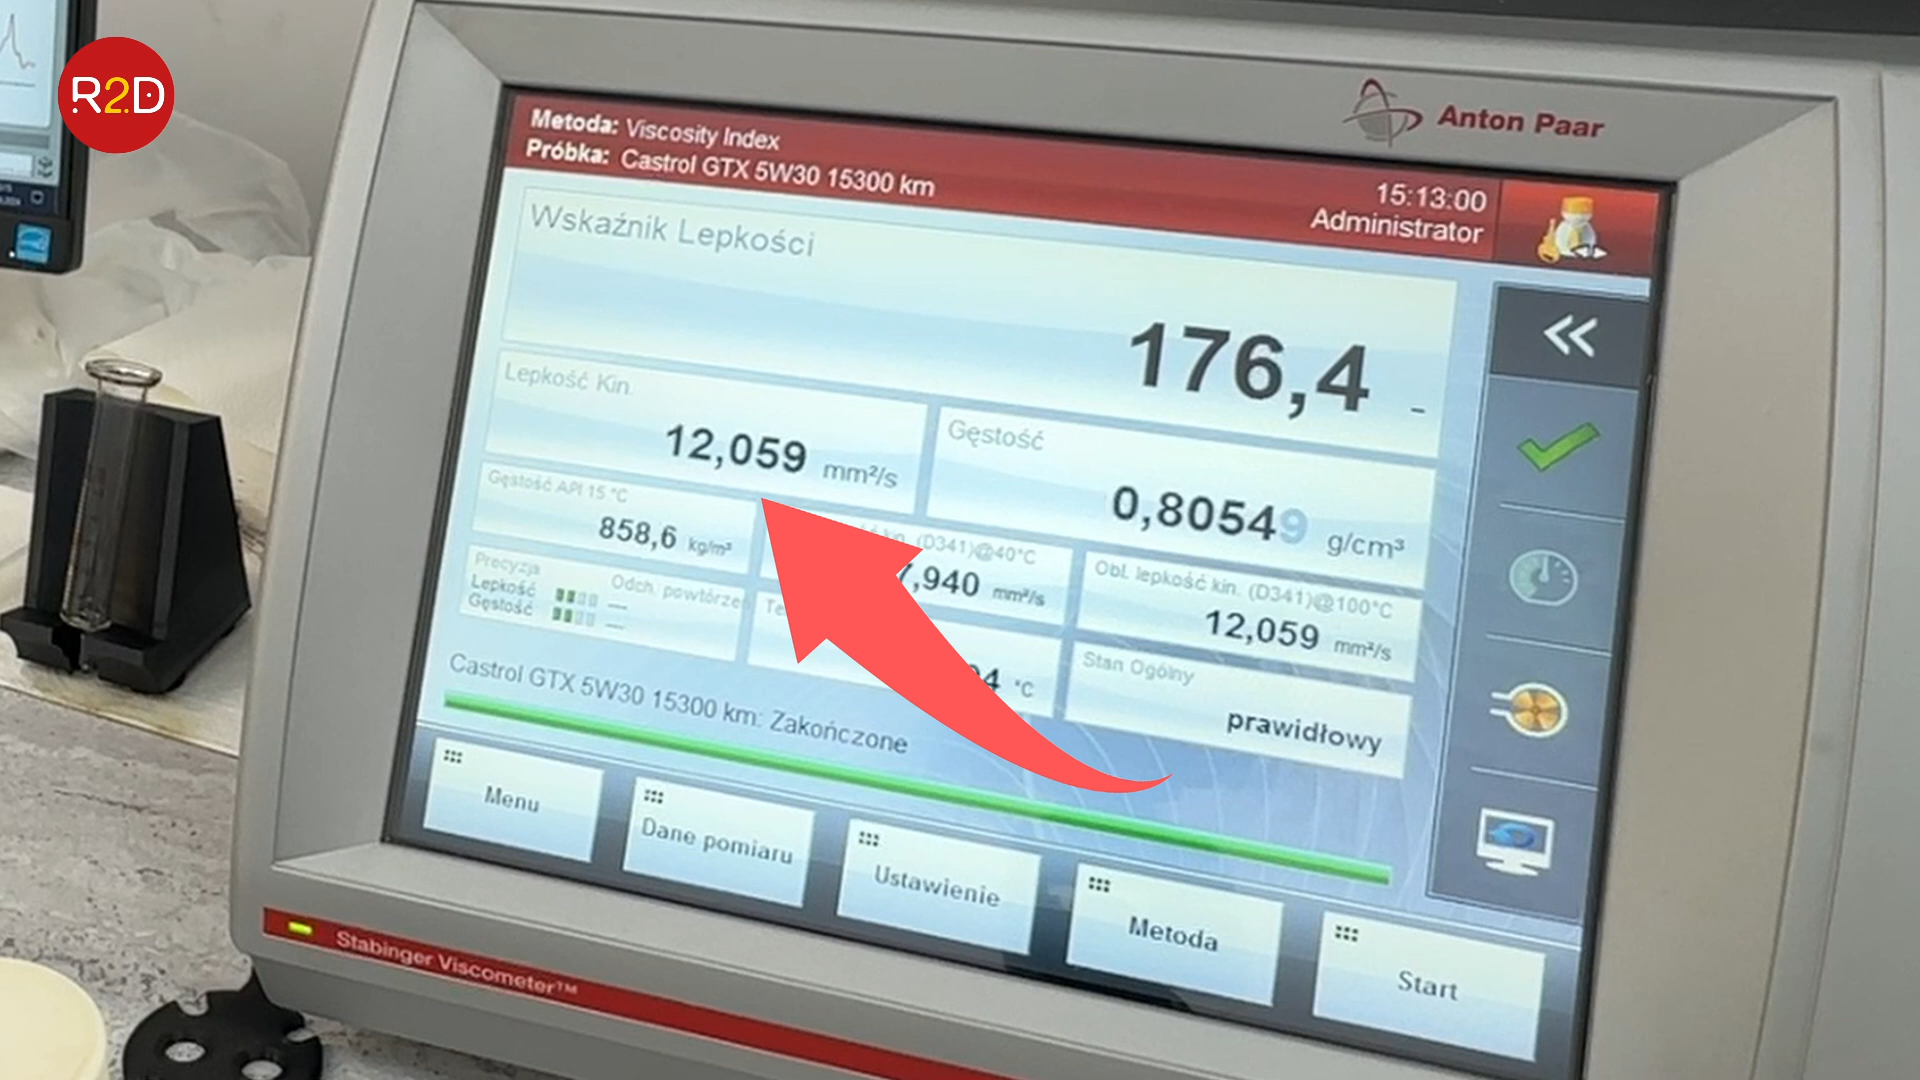 R2D
Anton Paar
Metoda: Viscosity Index
Próbka: Castrol GTX 5W30 15300 km
15:13:00
Administrator
Wskaźnik Lepkości
176,4 -
Lepkość Kin.
12,059 mm²/s
Gęstość
0,80549 g/cm³
Gęstość API 15 °C
858,6 kg/m³
kin. (D341)@40°C
7,940 mm²/s
Obl. lepkość kin. (D341)@100°C
12,059 mm²/s
Precyzja
Lepkość
Gęstość
Odch.
°C
Stan Ogólny
prawidłowy
Castrol GTX 5W30 15300 km: Zakończone
Menu
Dane pomiaru
Ustawienie
Metoda
Start
Stabinger Viscometer™